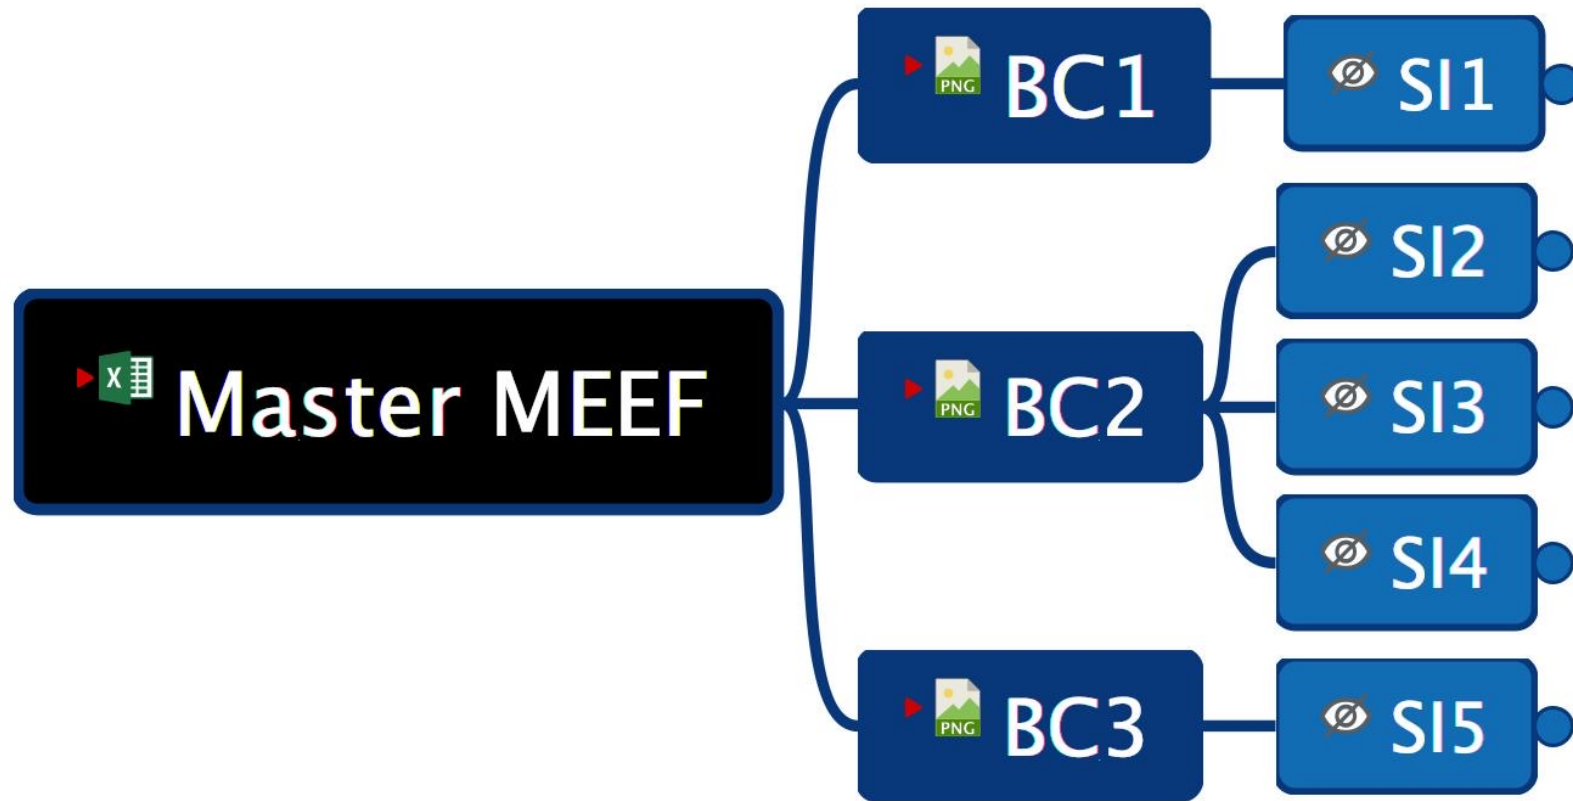 Master MEEF
X
PNG
BC1
SI1
PNG
BC2
SI2
SI3
SI4
PNG
BC3
SI5